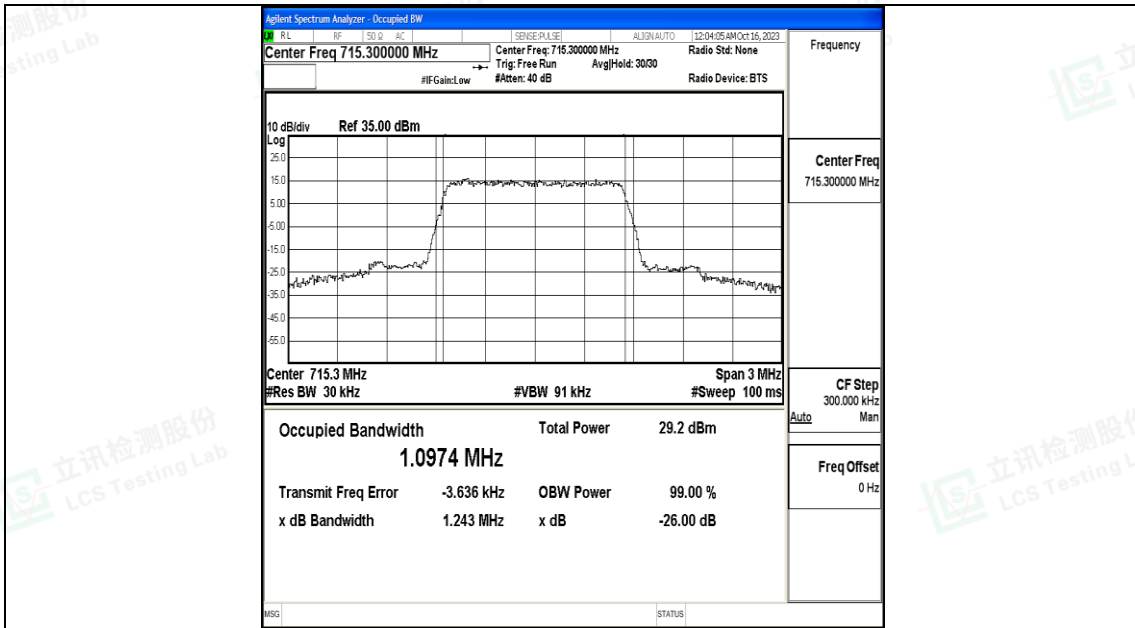 Agilent Spectrum Analyzer - Occupied BW
RL RF 50 Ω AC SENSE:PULSE ALIGN AUTO 12:04:05 AM Oct 16, 2023
Center Freq 715.300000 MHz
Center Freq: 715.300000 MHz
Radio Std: None
Trig: Free Run Avg|Hold: 30/30
#IFGain:Low
#Atten: 40 dB
Radio Device: BTS
10 dB/div Ref 35.00 dBm
Log
25.0
15.0
5.00
-5.00
-15.0
-25.0
-35.0
-45.0
-55.0
Center 715.3 MHz Span 3 MHz
#Res BW 30 kHz #VBW 91 kHz #Sweep 100 ms
Occupied Bandwidth Total Power 29.2 dBm
1.0974 MHz
Transmit Freq Error -3.636 kHz OBW Power 99.00 %
x dB Bandwidth 1.243 MHz x dB -26.00 dB
MSG STATUS
Frequency
Center Freq
715.300000 MHz
CF Step
300.000 kHz
Auto Man
Freq Offset
0 Hz
立讯检测股份
LCS Testing Lab
立讯检测股份
LCS Testing L